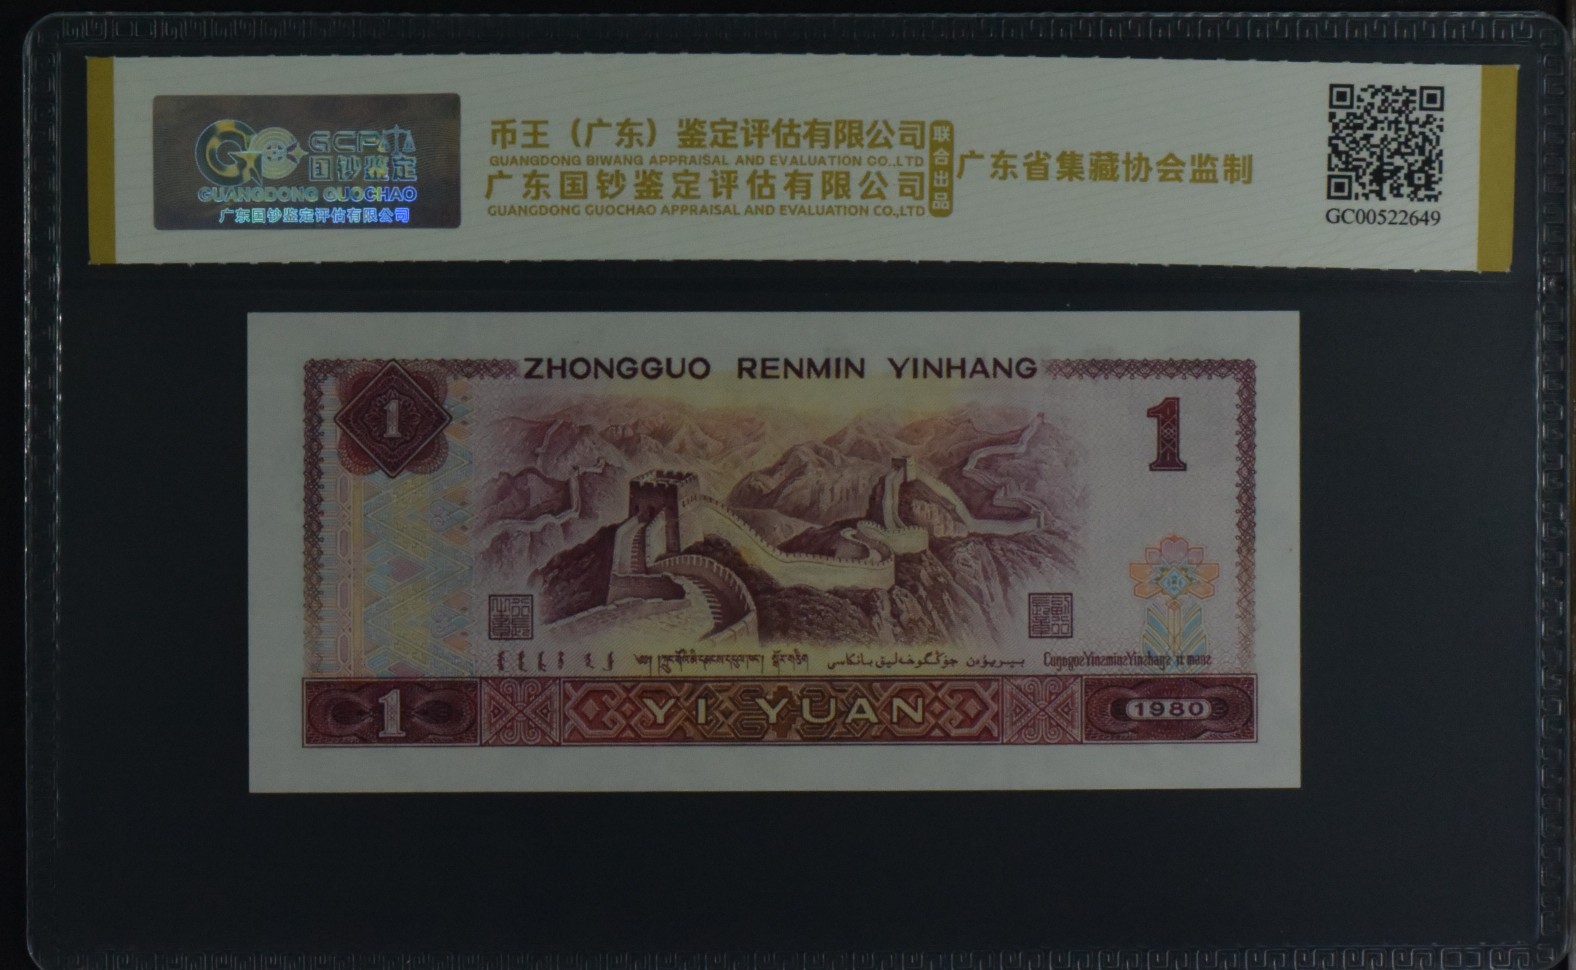 GCPA
国钞鉴定
GUANGDONG GUOCHAO
广东国钞鉴定评估有限公司
币王（广东）鉴定评估有限公司
GUANGDONG BIWANG APPRAISAL AND EVALUATION CO.,LTD
广东国钞鉴定评估有限公司
GUANGDONG GUOCHAO APPRAISAL AND EVALUATION CO.,LTD
联合出品
广东省集藏协会监制
GC00522649
ZHONGGUO RENMIN YINHANG
1
1
1
YI YUAN
1980